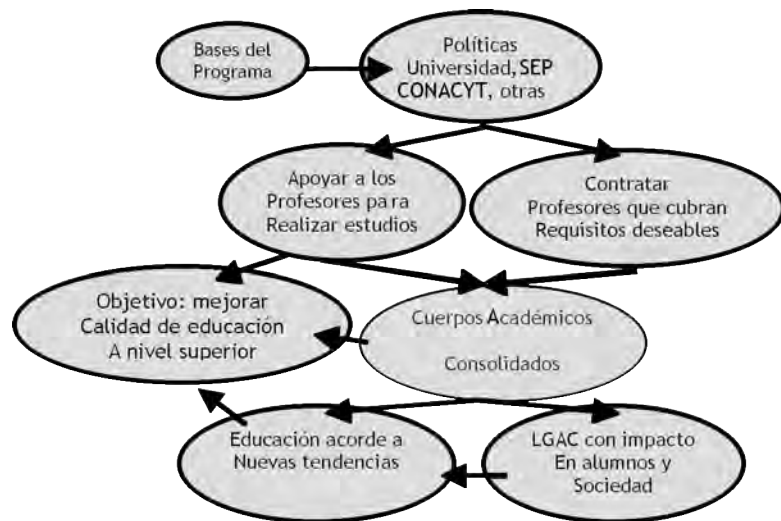 Bases del
Programa
Políticas
Universidad, SEP
CONACYT, otras
Apoyar a los
Profesores para
Realizar estudios
Contratar
Profesores que cubran
Requisitos deseables
Objetivo: mejorar
Calidad de educación
A nivel superior
Cuerpos Académicos
Consolidados
Educación acorde a
Nuevas tendencias
LGAC con impacto
En alumnos y
Sociedad